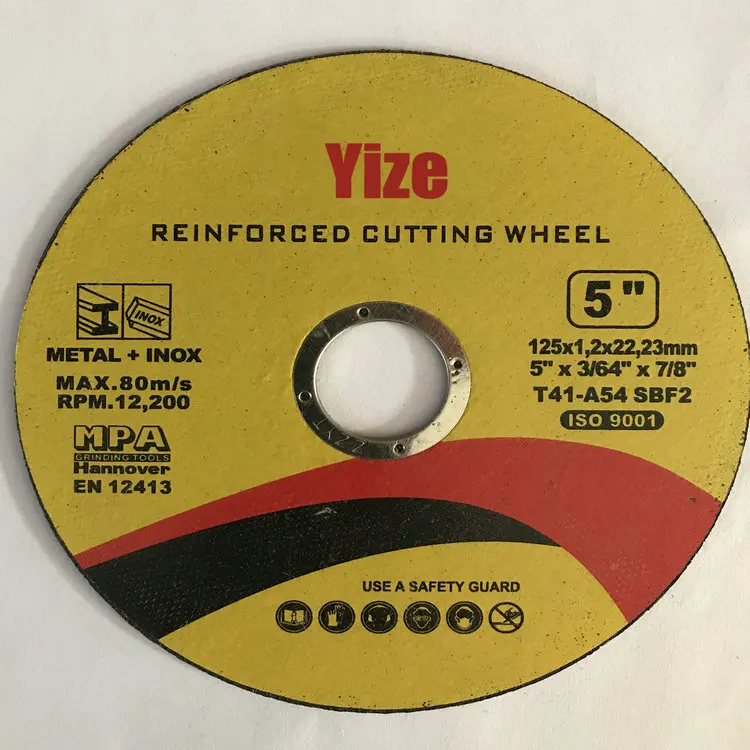 Yize
REINFORCED CUTTING WHEEL
INOX
METAL + INOX
MAX.80m/s
RPM.12,200
MPA
GRINDING TOOLS
Hannover
EN 12413
5"
125x1,2x22,23mm
5" x 3/64" x 7/8"
T41-A54 SBF2
ISO 9001
USE A SAFETY GUARD